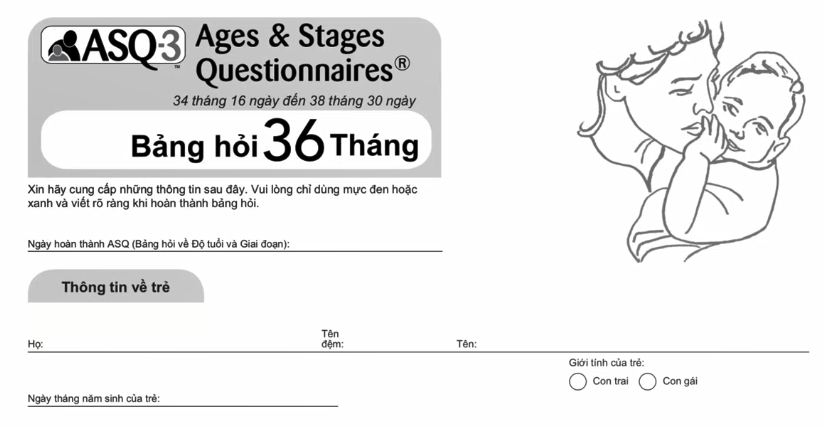 ASQ-3™
Ages & Stages
Questionnaires®
34 tháng 16 ngày đến 38 tháng 30 ngày
Bảng hỏi 36 Tháng
Xin hãy cung cấp những thông tin sau đây. Vui lòng chỉ dùng mực đen hoặc
xanh và viết rõ ràng khi hoàn thành bảng hỏi.
Ngày hoàn thành ASQ (Bảng hỏi về Độ tuổi và Giai đoạn):
Thông tin về trẻ
Họ:
Tên
đệm:
Tên:
Giới tính của trẻ:
Con trai
Con gái
Ngày tháng năm sinh của trẻ: